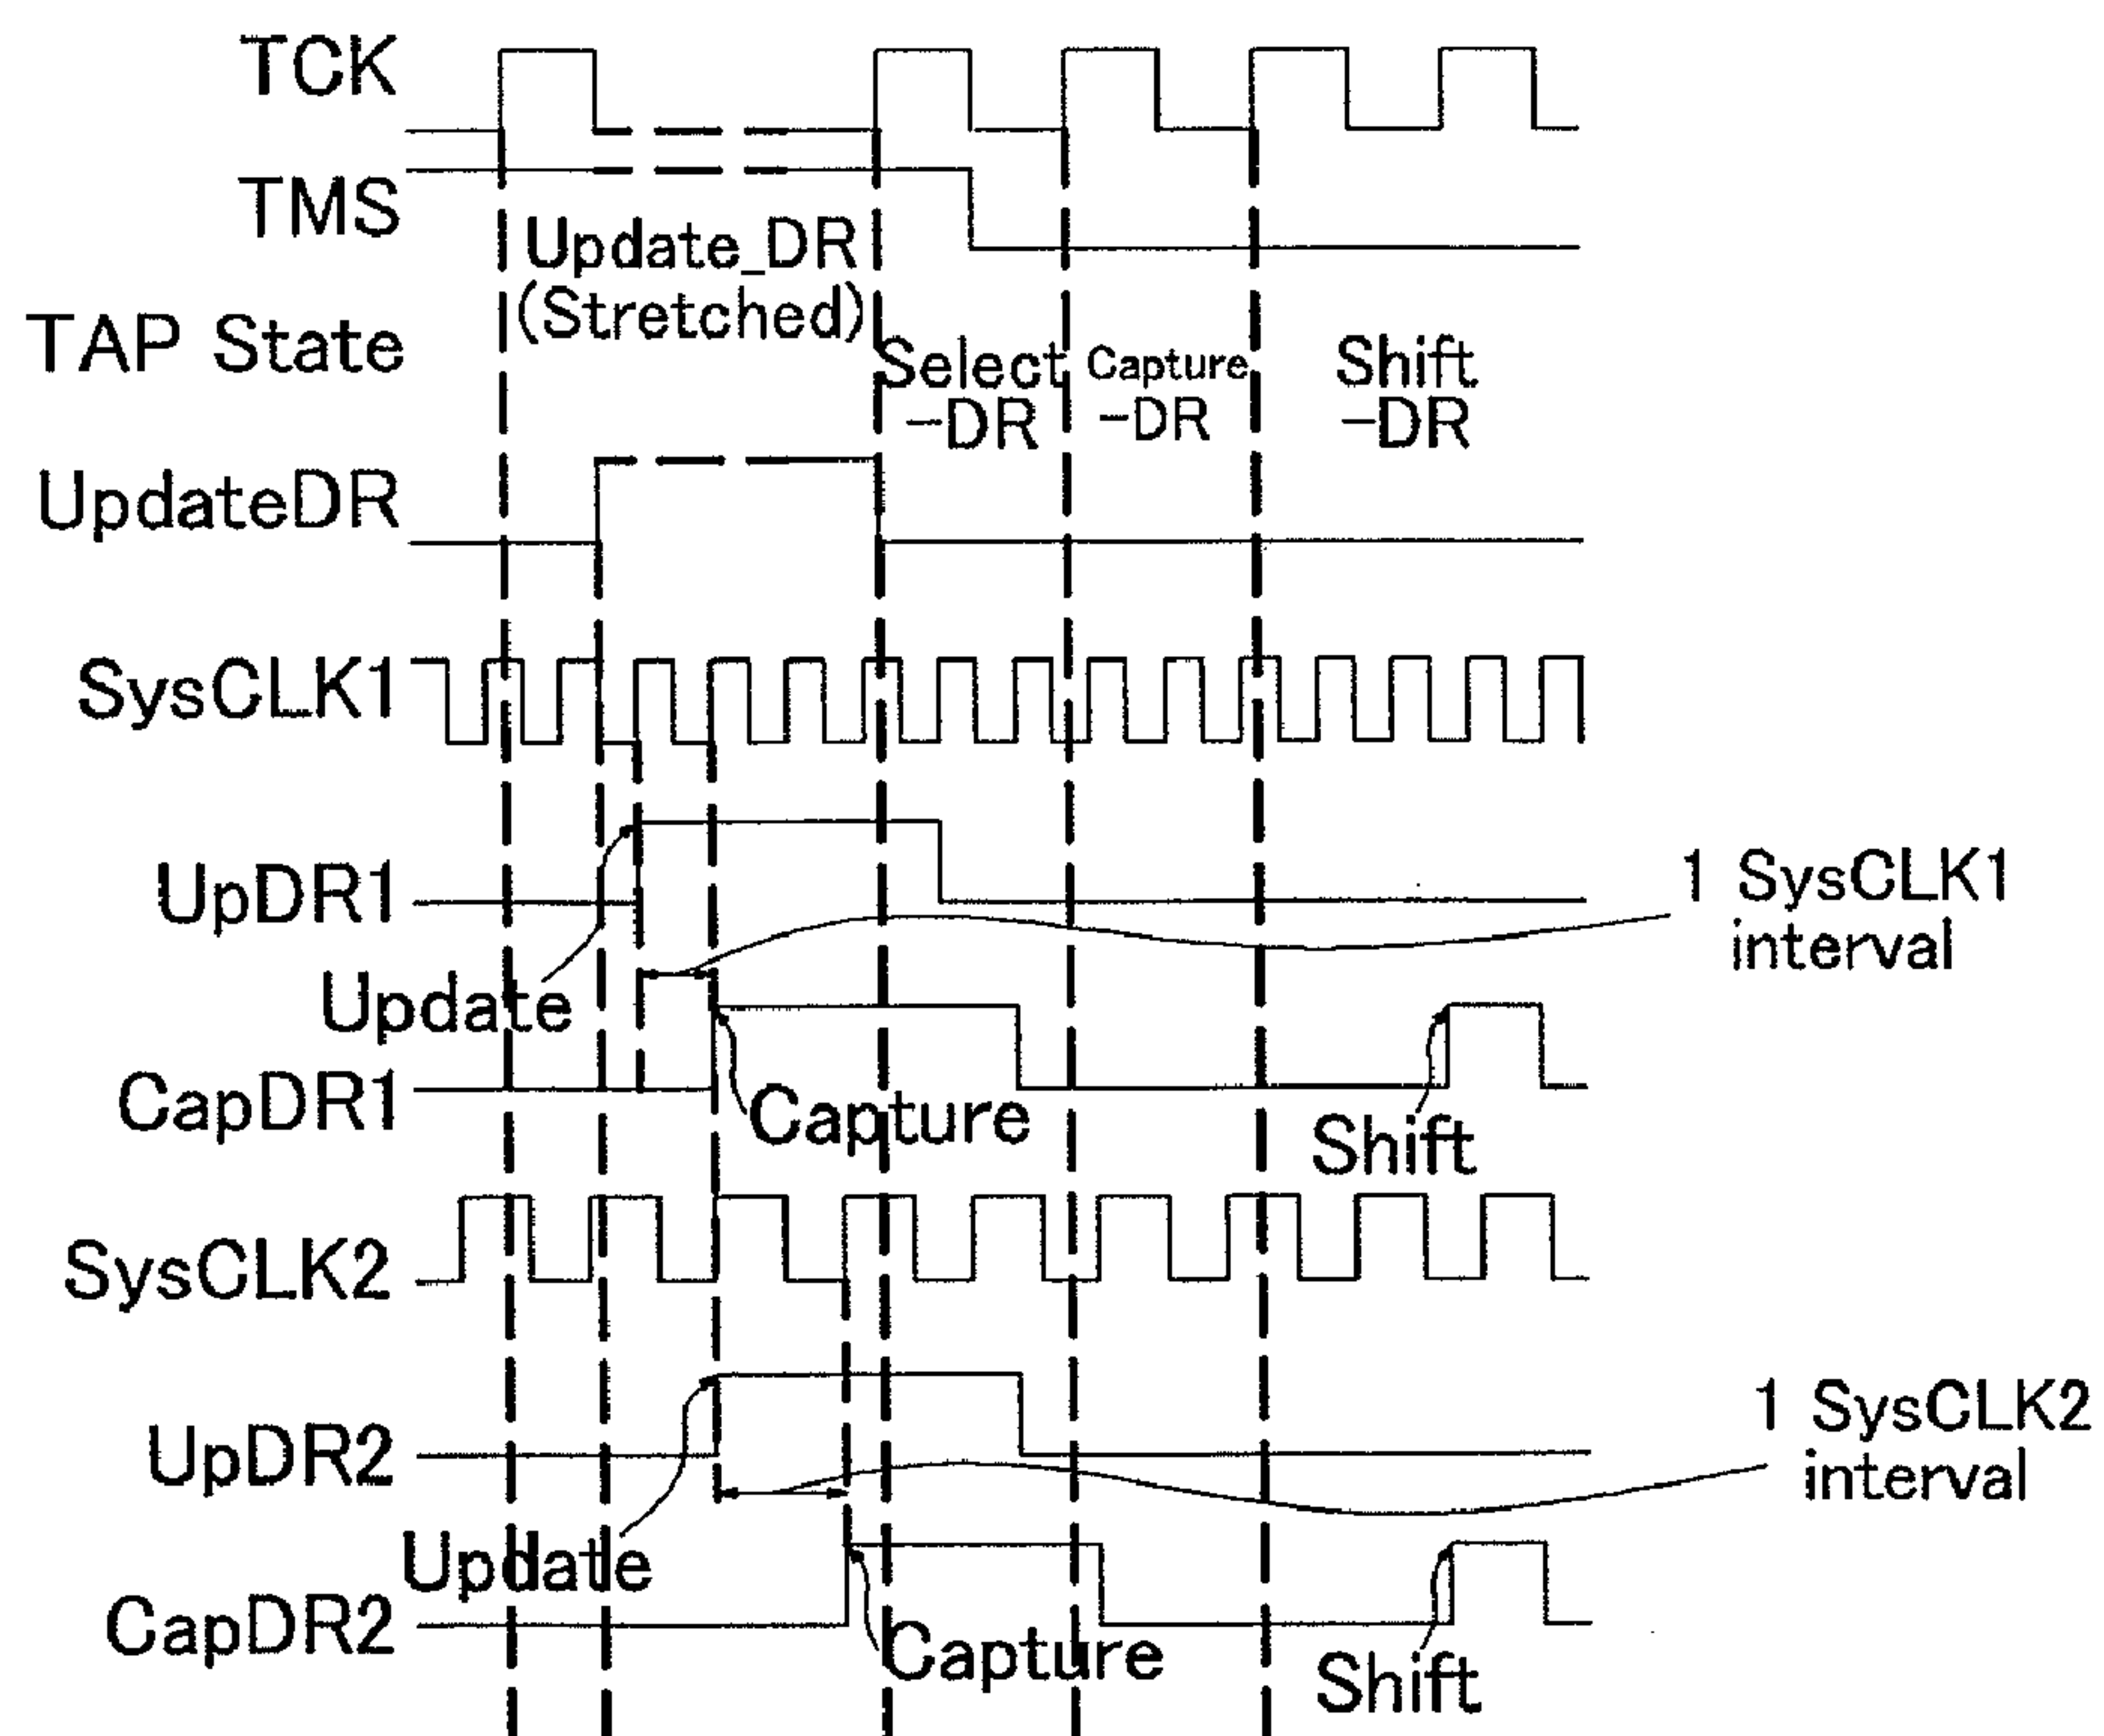 TCK
TMS
Update_DR
(Stretched)
TAP State
Select
-DR
Capture
-DR
Shift
-DR
UpdateDR
SysCLK1
UpDR1
1 SysCLK1
interval
Update
CapDR1
Capture
Shift
SysCLK2
UpDR2
1 SysCLK2
interval
Update
CapDR2
Capture
Shift